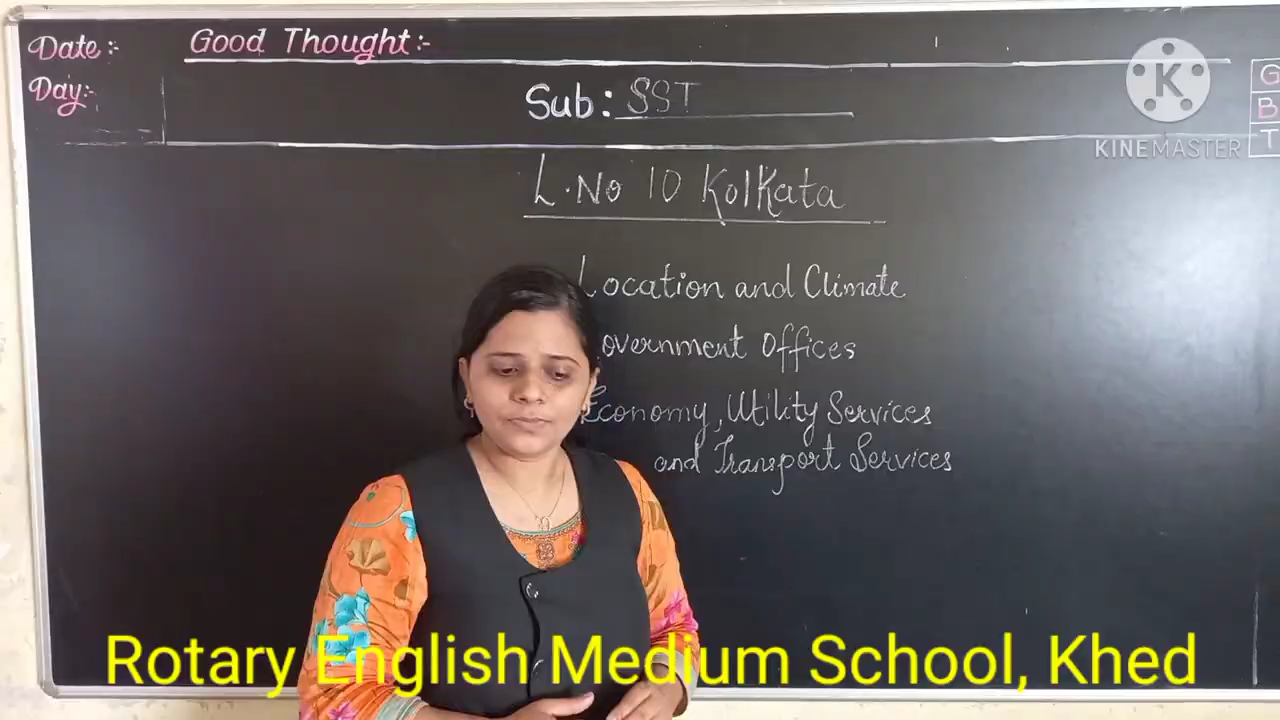 Date :-
Good Thought :-
Day:-
Sub: SST
K
KINEMASTER
G
B
T
L. No 10 Kolkata
Location and Climate
overnment Offices
Economy, Utility Services
and Transport Services
Rotary English Medium School, Khed